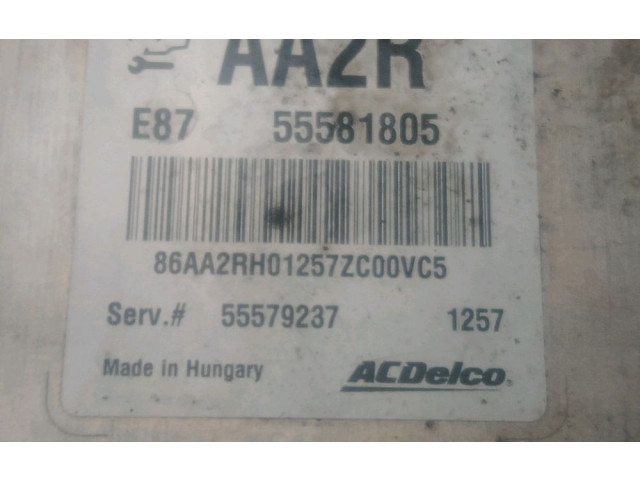 AA2R
E87 55581805
86AA2RH01257ZC00VC5
Serv.# 55579237 1257
Made in Hungary ACDelco